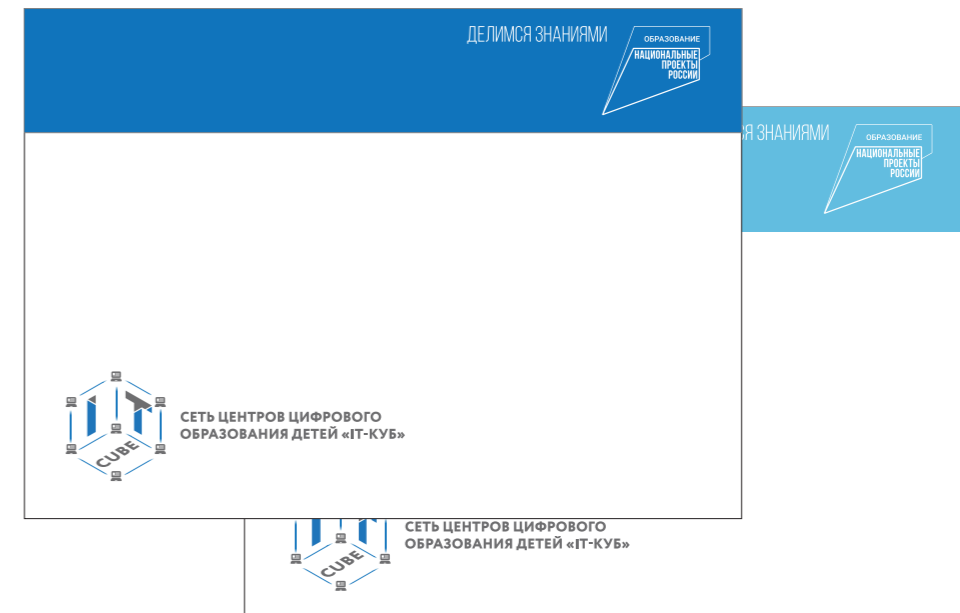 ДЕЛИМСЯ ЗНАНИЯМИ
ОБРАЗОВАНИЕ
НАЦИОНАЛЬНЫЕ
ПРОЕКТЫ
РОССИИ
Я ЗНАНИЯМИ
ОБРАЗОВАНИЕ
НАЦИОНАЛЬНЫЕ
ПРОЕКТЫ
РОССИИ
IT
CUBE
СЕТЬ ЦЕНТРОВ ЦИФРОВОГО
ОБРАЗОВАНИЯ ДЕТЕЙ «IT-КУБ»
CUBE
СЕТЬ ЦЕНТРОВ ЦИФРОВОГО
ОБРАЗОВАНИЯ ДЕТЕЙ «IT-КУБ»